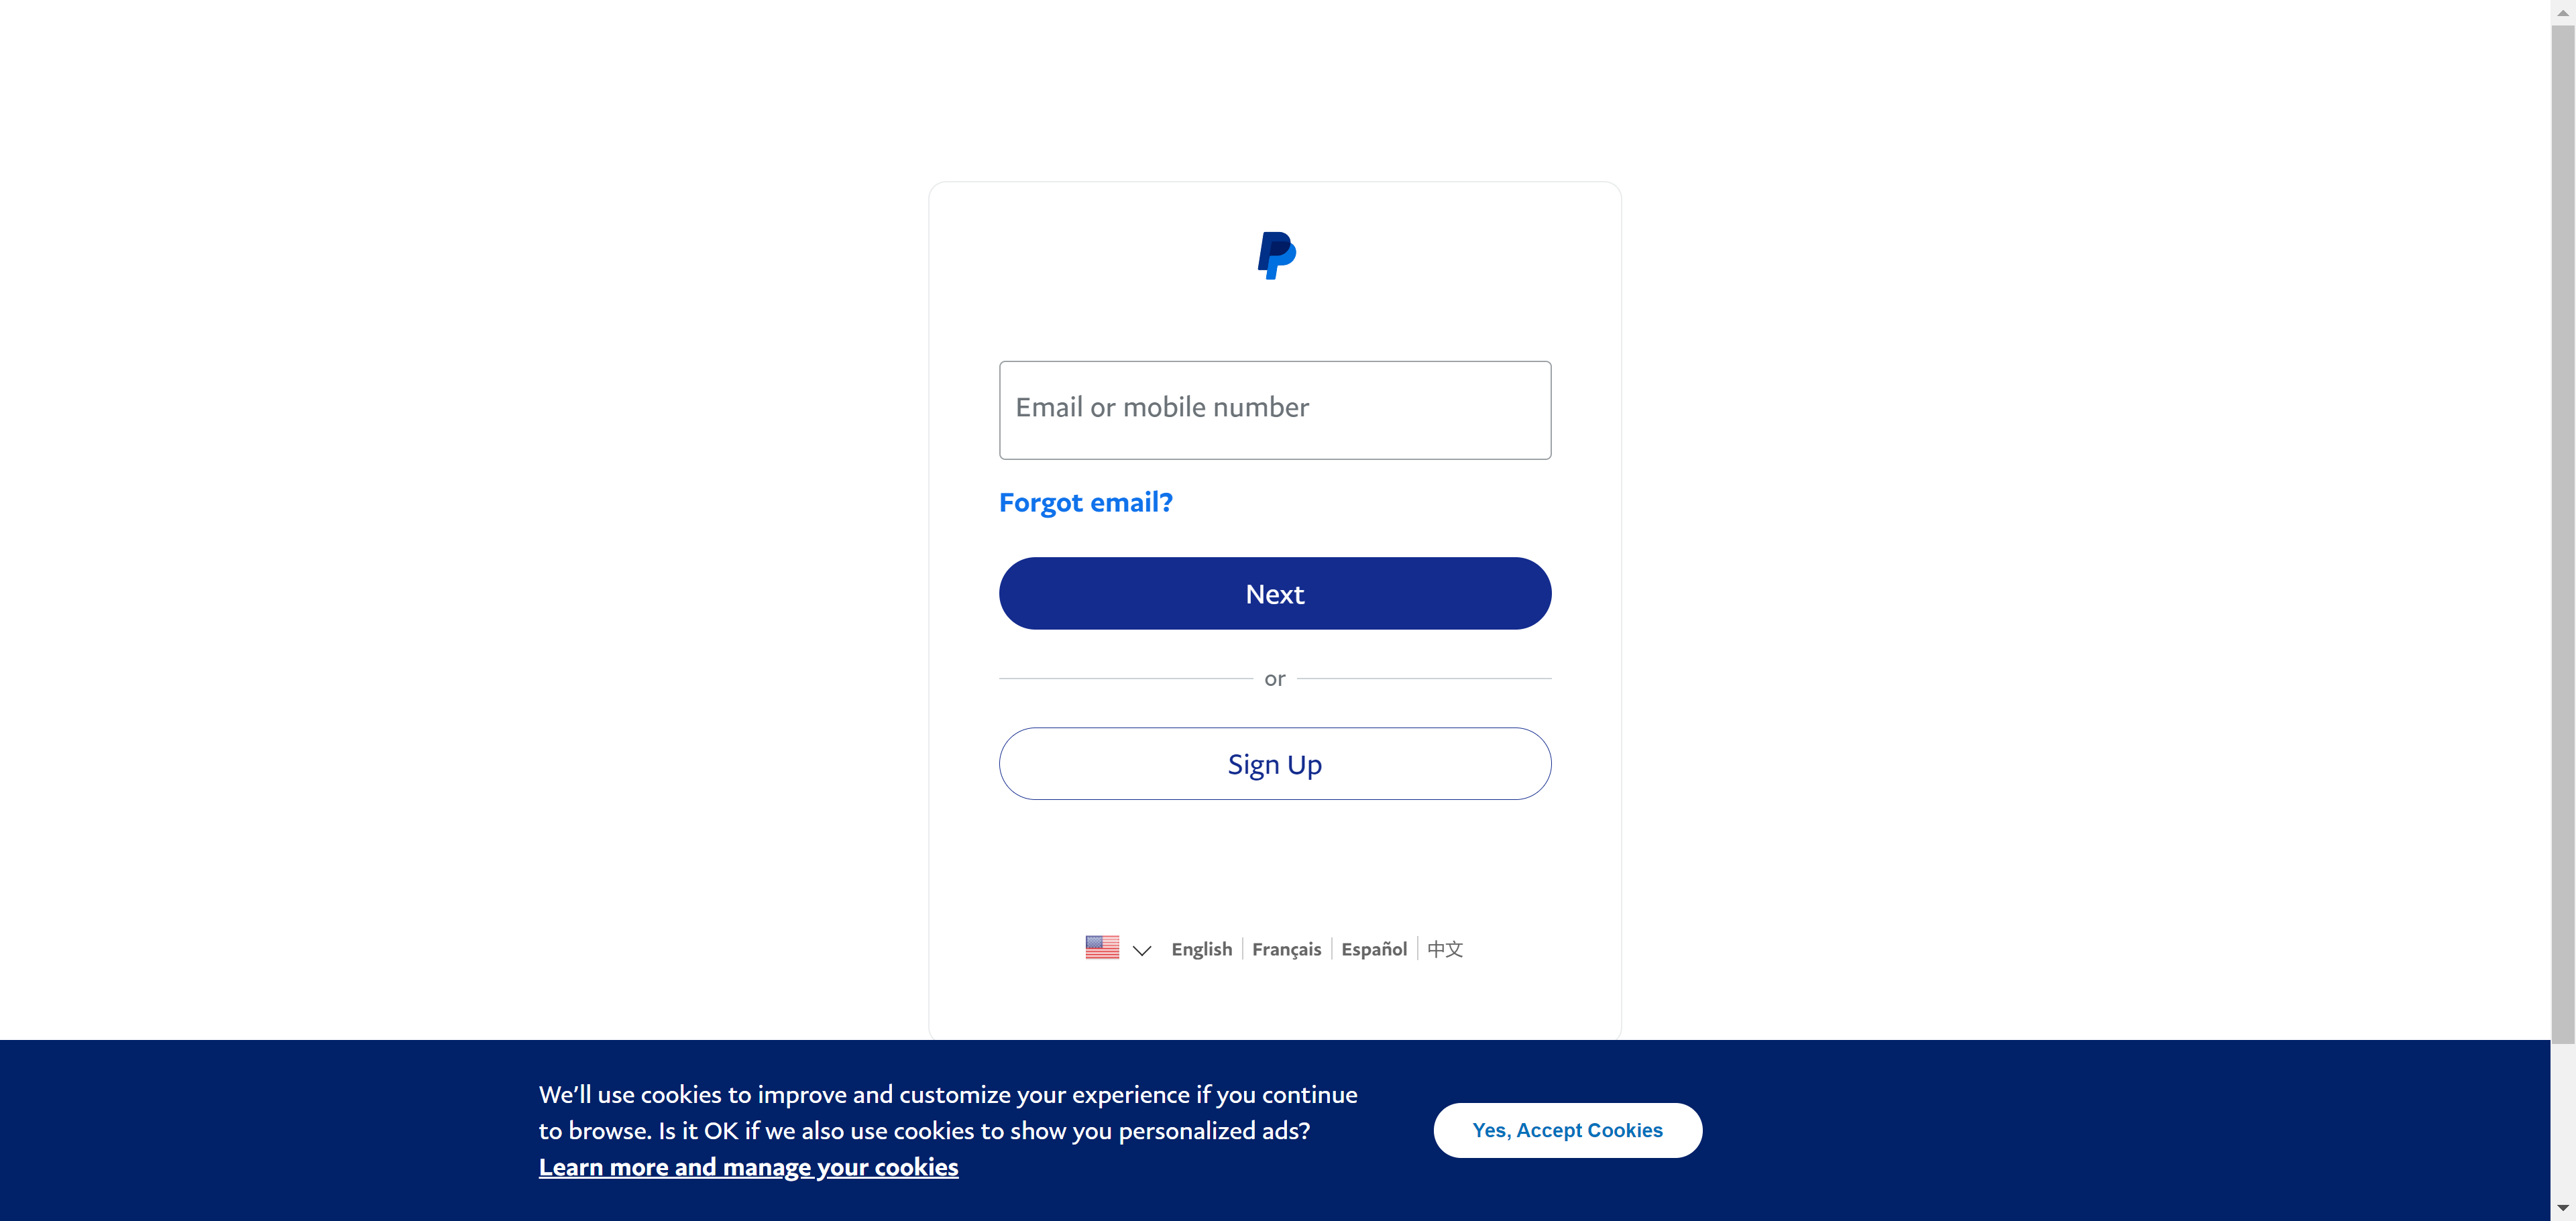 Email or mobile number
Forgot email?
Next
or
Sign Up
English Français Español 中文
We’ll use cookies to improve and customize your experience if you continue
to browse. Is it OK if we also use cookies to show you personalized ads?
Learn more and manage your cookies
Yes, Accept Cookies